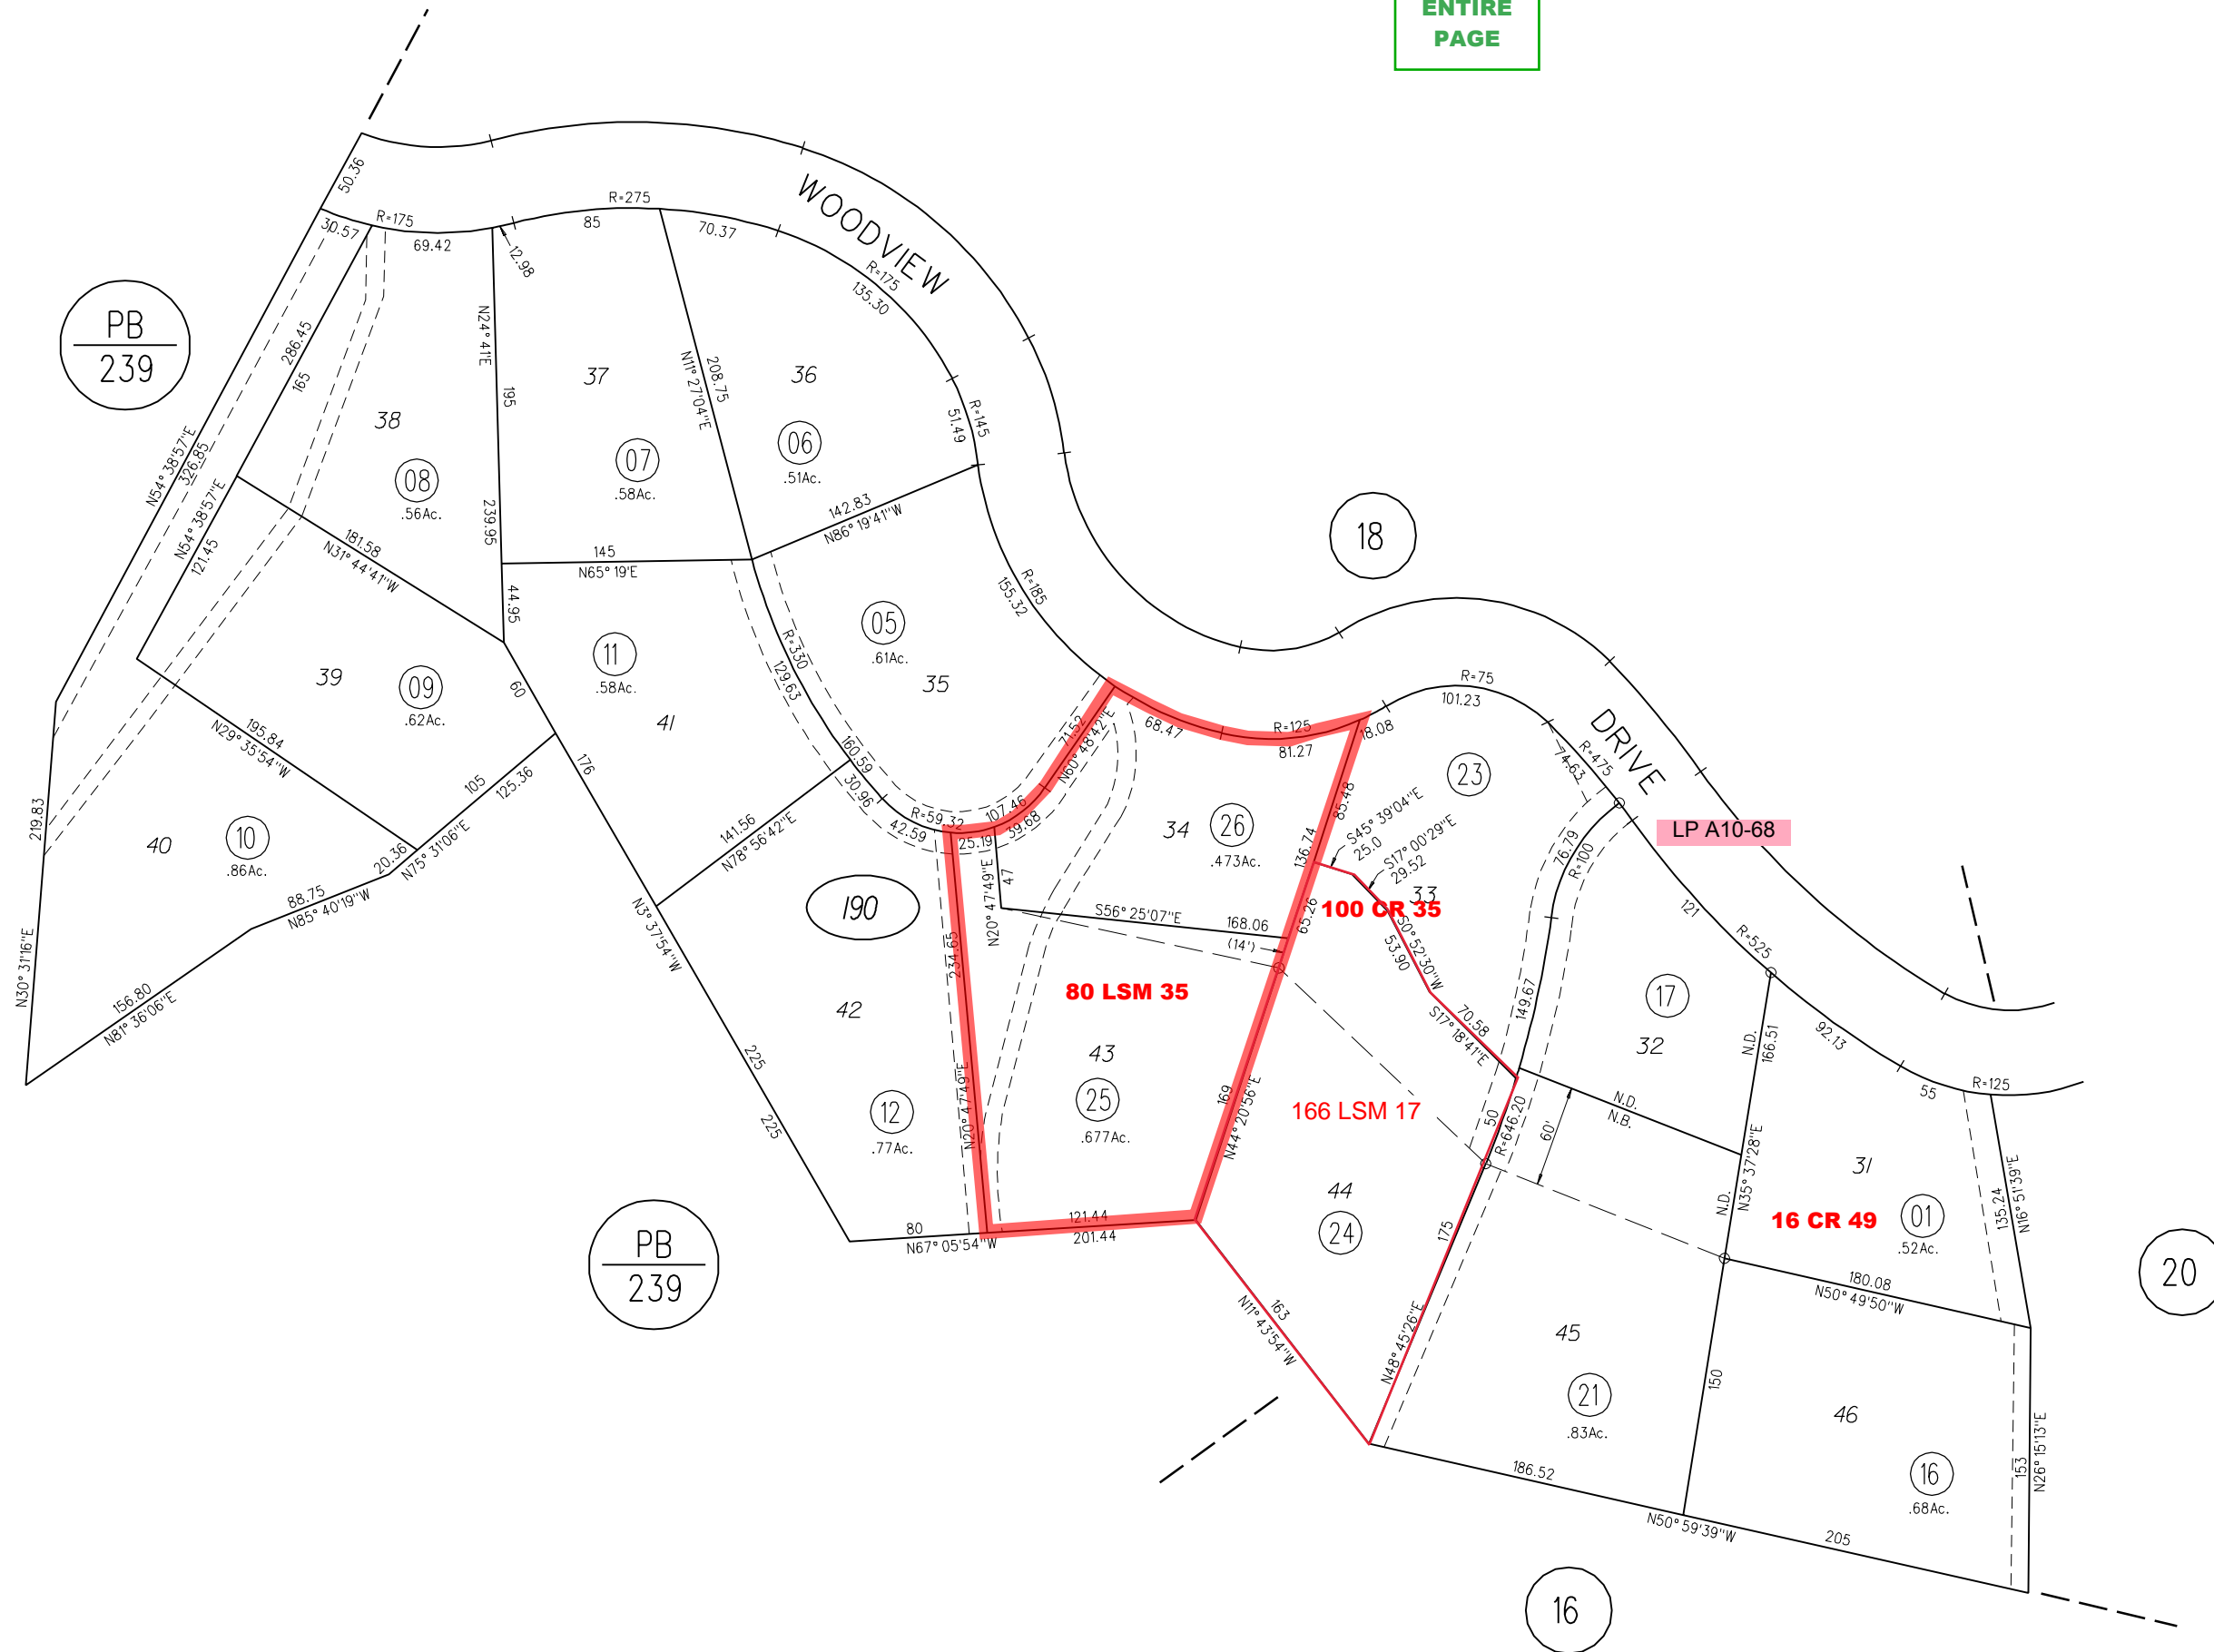 ENTIRE
PAGE
50.36
30.57
R=175
69.42
12.98
R=275
85
70.37
WOODVIEW
R=175
135.30
PB
239
286.45
165
N24° 41'E
195
37
N11° 27'04"E
208.75
36
51.49
R=145
38
07
.58Ac.
06
.51Ac.
08
.56Ac.
N54° 38'57"E
326.85
N54° 38'57"E
121.45
239.95
142.83
N86° 19'41"W
18
181.58
N31° 44'41"W
145
N65° 19'E
44.95
155.32
R=185
11
.58Ac.
R=330
129.63
05
.61Ac.
35
39
09
.62Ac.
60
41
71.52
N60° 48'42"E
68.47
R=125
81.27
18.08
R=75
101.23
DRIVE
R=475
74.63
195.84
N29° 35'54"W
176
160.59
30.96
23
105
125.36
219.83
40
10
.86Ac.
20.36
N75° 31'06"E
141.56
N78° 56'42"E
42.59
R=59.32
25.19
107.46
39.68
34
26
.473Ac.
85.48
136.74
S45° 39'04"E
25.0
S17° 00'29"E
29.52
76.79
R=100
LP A10-68
88.75
N85° 40'19"W
190
N20° 47'49"E
47
S56° 25'07"E
168.06
(14')
65.26
33
100 CR 35
S0° 52'30"W
53.90
121
R=525
N30° 31'16"E
156.80
N81° 36'06"E
N3° 37'54"W
234.65
80 LSM 35
70.58
S17° 18'41"E
149.67
17
32
N.D.
166.51
92.13
42
225
225
43
25
.677Ac.
12
.77Ac.
N20° 47'49"E
169
N44° 20'56"E
166 LSM 17
50
R=646.20
60'
N.D.
N.B.
55
R=125
44
24
31
01
.52Ac.
16 CR 49
N.D.
N35° 37'28"E
135.24
N16° 51'39"E
20
PB
239
80
N67° 05'54"W
121.44
201.44
175
180.08
N50° 49'50"W
163
N11° 43'54"W
N48° 45'26"E
45
21
.83Ac.
150
46
16
.68Ac.
153
N26° 15'13"E
186.52
N50° 59'39"W
205
16